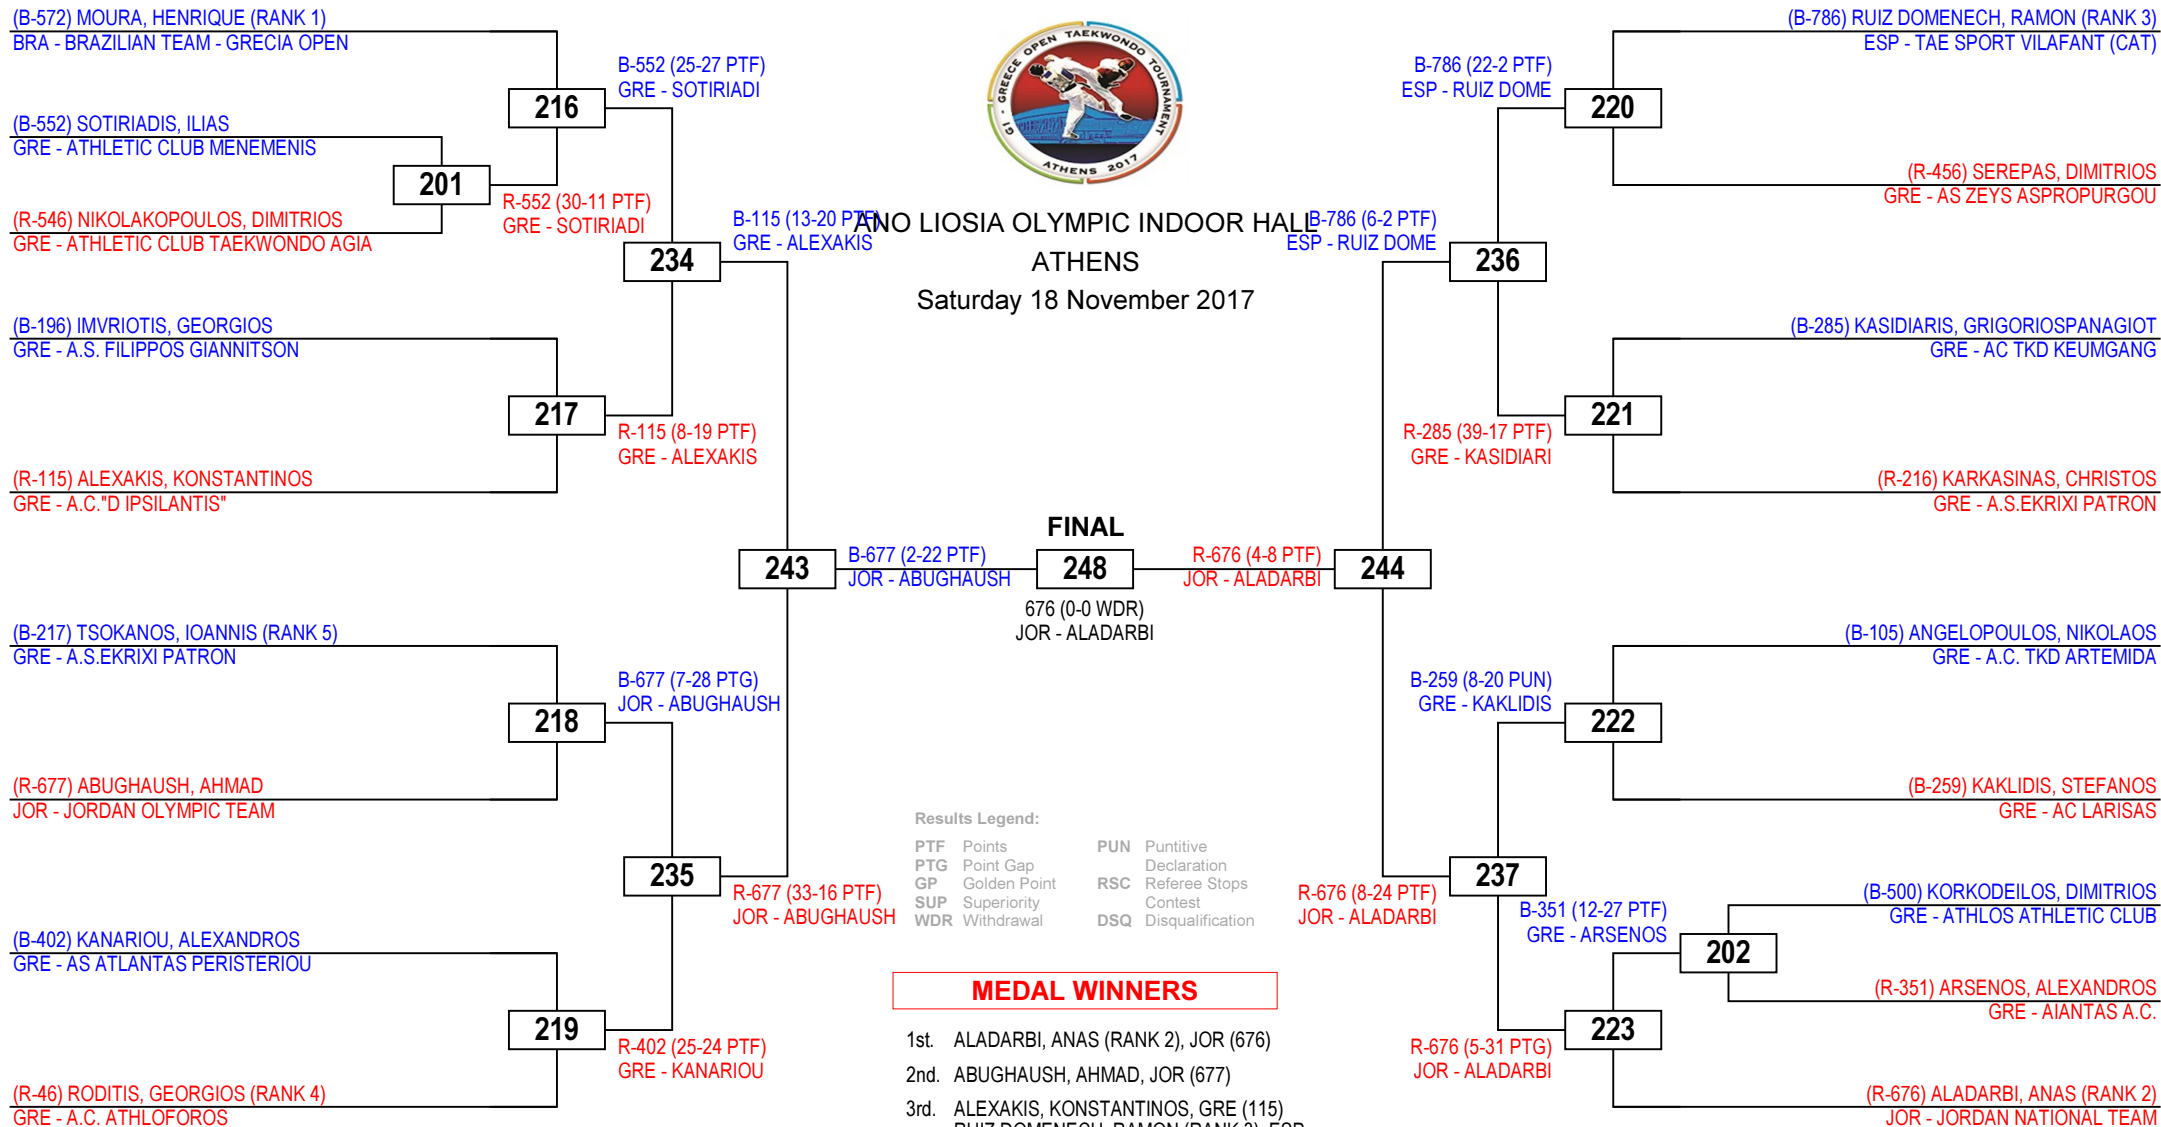 (B-572) MOURA, HENRIQUE (RANK 1)
BRA - BRAZILIAN TEAM - GRECIA OPEN
B-552 (25-27 PTF)
GRE - SOTIRIADI
216
(B-552) SOTIRIADIS, ILIAS
GRE - ATHLETIC CLUB MENEMENIS
201
R-552 (30-11 PTF)
GRE - SOTIRIADI
(R-546) NIKOLAKOPOULOS, DIMITRIOS
GRE - ATHLETIC CLUB TAEKWONDO AGIA
B-115 (13-20 PTF)
GRE - ALEXAKIS
234
(B-196) IMVRIOTIS, GEORGIOS
GRE - A.S. FILIPPOS GIANNITSON
217
R-115 (8-19 PTF)
GRE - ALEXAKIS
(R-115) ALEXAKIS, KONSTANTINOS
GRE - A.C."D IPSILANTIS"
243
B-677 (2-22 PTF)
JOR - ABUGHAUSH
(B-217) TSOKANOS, IOANNIS (RANK 5)
GRE - A.S.EKRIXI PATRON
B-677 (7-28 PTG)
JOR - ABUGHAUSH
218
(R-677) ABUGHAUSH, AHMAD
JOR - JORDAN OLYMPIC TEAM
235
R-677 (33-16 PTF)
JOR - ABUGHAUSH
(B-402) KANARIOU, ALEXANDROS
GRE - AS ATLANTAS PERISTERIOU
219
R-402 (25-24 PTF)
GRE - KANARIOU
(R-46) RODITIS, GEORGIOS (RANK 4)
GRE - A.C. ATHLOFOROS
G1 - GREECE OPEN TAEKWONDO TOURNAMENT
ATHENS 2017
ANO LIOSIA OLYMPIC INDOOR HALL
ATHENS
Saturday 18 November 2017
FINAL
248
676 (0-0 WDR)
JOR - ALADARBI
Results Legend:
PTF Points
PTG Point Gap
GP Golden Point
SUP Superiority
WDR Withdrawal
PUN Puntitive
Declaration
RSC Referee Stops
Contest
DSQ Disqualification
MEDAL WINNERS
1st. ALADARBI, ANAS (RANK 2), JOR (676)
2nd. ABUGHAUSH, AHMAD, JOR (677)
3rd. ALEXAKIS, KONSTANTINOS, GRE (115)
RUIZ DOMENECH, RAMON (RANK 3), ESP
(B-786) RUIZ DOMENECH, RAMON (RANK 3)
ESP - TAE SPORT VILAFANT (CAT)
B-786 (22-2 PTF)
ESP - RUIZ DOME
220
(R-456) SEREPAS, DIMITRIOS
GRE - AS ZEYS ASPROPURGOU
B-786 (6-2 PTF)
ESP - RUIZ DOME
236
(B-285) KASIDIARIS, GRIGORIOSPANAGIOT
GRE - AC TKD KEUMGANG
221
R-285 (39-17 PTF)
GRE - KASIDIARI
(R-216) KARKASINAS, CHRISTOS
GRE - A.S.EKRIXI PATRON
R-676 (4-8 PTF)
JOR - ALADARBI
244
(B-105) ANGELOPOULOS, NIKOLAOS
GRE - A.C. TKD ARTEMIDA
B-259 (8-20 PUN)
GRE - KAKLIDIS
222
(B-259) KAKLIDIS, STEFANOS
GRE - AC LARISAS
237
R-676 (8-24 PTF)
JOR - ALADARBI
B-351 (12-27 PTF)
GRE - ARSENOS
(B-500) KORKODEILOS, DIMITRIOS
GRE - ATHLOS ATHLETIC CLUB
202
(R-351) ARSENOS, ALEXANDROS
GRE - AIANTAS A.C.
223
R-676 (5-31 PTG)
JOR - ALADARBI
(R-676) ALADARBI, ANAS (RANK 2)
JOR - JORDAN NATIONAL TEAM